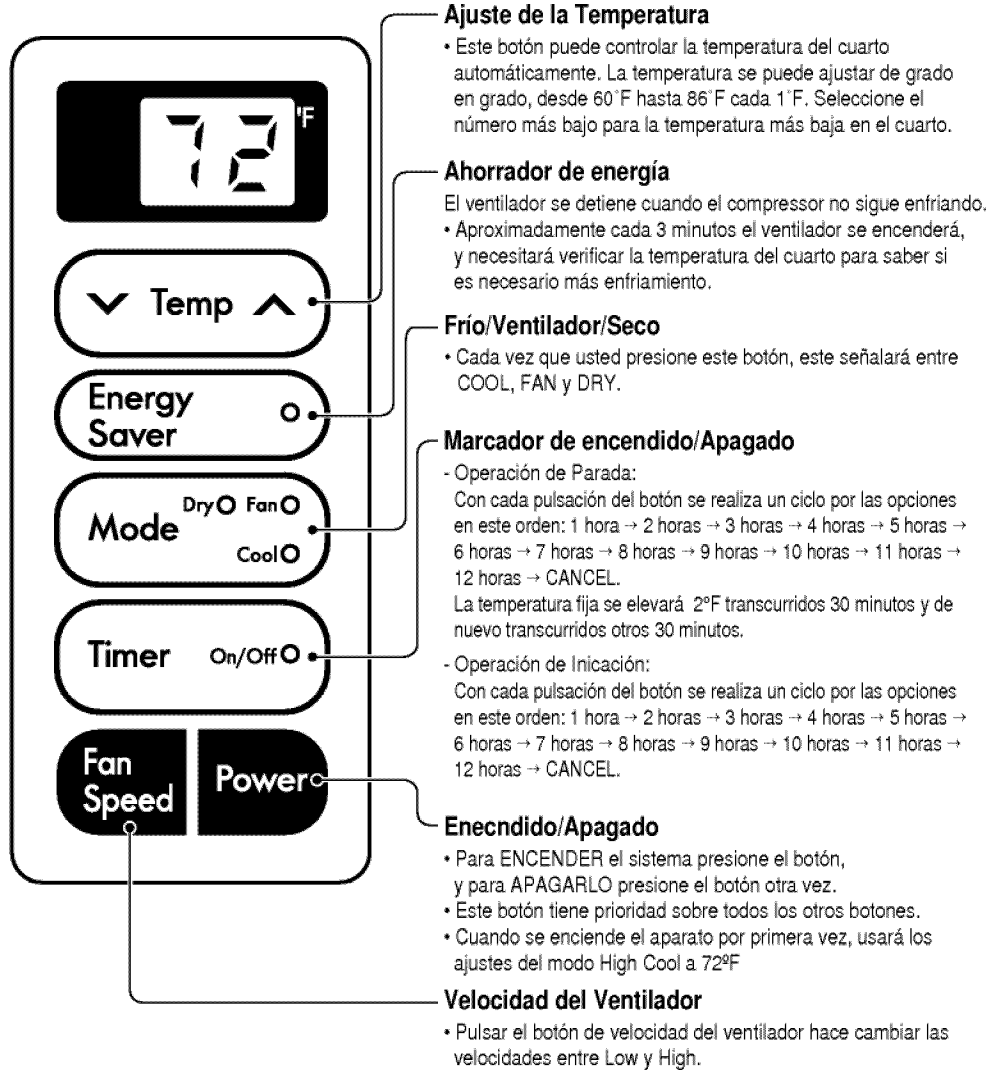 Ajuste de la Temperatura
• Este botón puede controlar la temperatura del cuarto
automáticamente. La temperatura se puede ajustar de grado
en grado, desde 60˚F hasta 86˚F cada 1˚F. Seleccione el
número más bajo para la temperatura más baja en el cuarto.
72 °F
Ahorrador de energía
El ventilador se detiene cuando el compressor no sigue enfriando.
• Aproximadamente cada 3 minutos el ventilador se encenderá,
y necesitará verificar la temperatura del cuarto para saber si
es necesario más enfriamiento.
Temp
Frío/Ventilador/Seco
• Cada vez que usted presione este botón, este señalará entre
COOL, FAN y DRY.
Energy
Saver
Marcador de encendido/Apagado
- Operación de Parada:
Con cada pulsación del botón se realiza un ciclo por las opciones
en este orden: 1 hora → 2 horas → 3 horas → 4 horas → 5 horas →
6 horas → 7 horas → 8 horas → 9 horas → 10 horas → 11 horas →
12 horas → CANCEL.
La temperatura fija se elevará 2ºF transcurridos 30 minutos y de
nuevo transcurridos otros 30 minutos.
Mode
Dry Fan
Cool
- Operación de Inicación:
Con cada pulsación del botón se realiza un ciclo por las opciones
en este orden: 1 hora → 2 horas → 3 horas → 4 horas → 5 horas →
6 horas → 7 horas → 8 horas → 9 horas → 10 horas → 11 horas →
12 horas → CANCEL.
Timer On/Off
Fan
Speed
Power
Enecndido/Apagado
• Para ENCENDER el sistema presione el botón,
y para APAGARLO presione el botón otra vez.
• Este botón tiene prioridad sobre todos los otros botones.
• Cuando se enciende el aparato por primera vez, usará los
ajustes del modo High Cool a 72ºF
Velocidad del Ventilador
• Pulsar el botón de velocidad del ventilador hace cambiar las
velocidades entre Low y High.